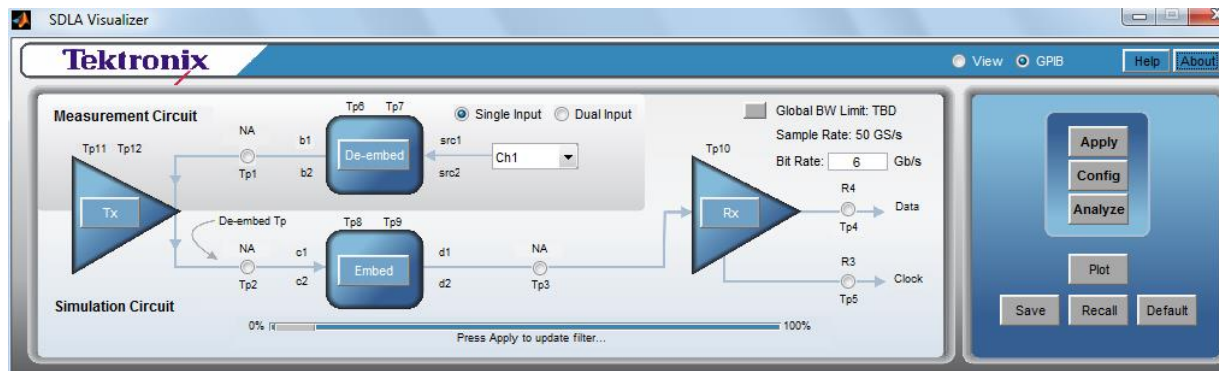 SDLA Visualizer
Tektronix
View GPIB Help About
Measurement Circuit
Tp11 Tp12
NA
Tp1
b1
b2
Tp6 Tp7
De-embed
Single Input Dual Input
src1
src2
Ch1
Global BW Limit: TBD
Sample Rate: 50 GS/s
Bit Rate: 6 Gb/s
Tp10
Tx
Rx
R4
Data
Tp4
De-embed Tp
NA
Tp2
c1
c2
Tp8 Tp9
Embed
d1
d2
NA
Tp3
R3
Clock
Tp5
Simulation Circuit
0% 100%
Press Apply to update filter...
Apply
Config
Analyze
Plot
Save Recall Default